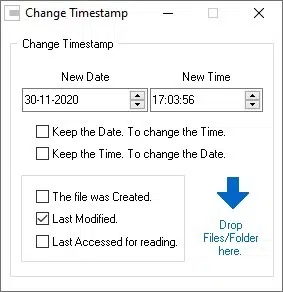 Change Timestamp
Change Timestamp
New Date New Time
30-11-2020 17:03:56
Keep the Date. To change the Time.
Keep the Time. To change the Date.
The file was Created.
Last Modified.
Last Accessed for reading.
Drop
Files/Folder
here.